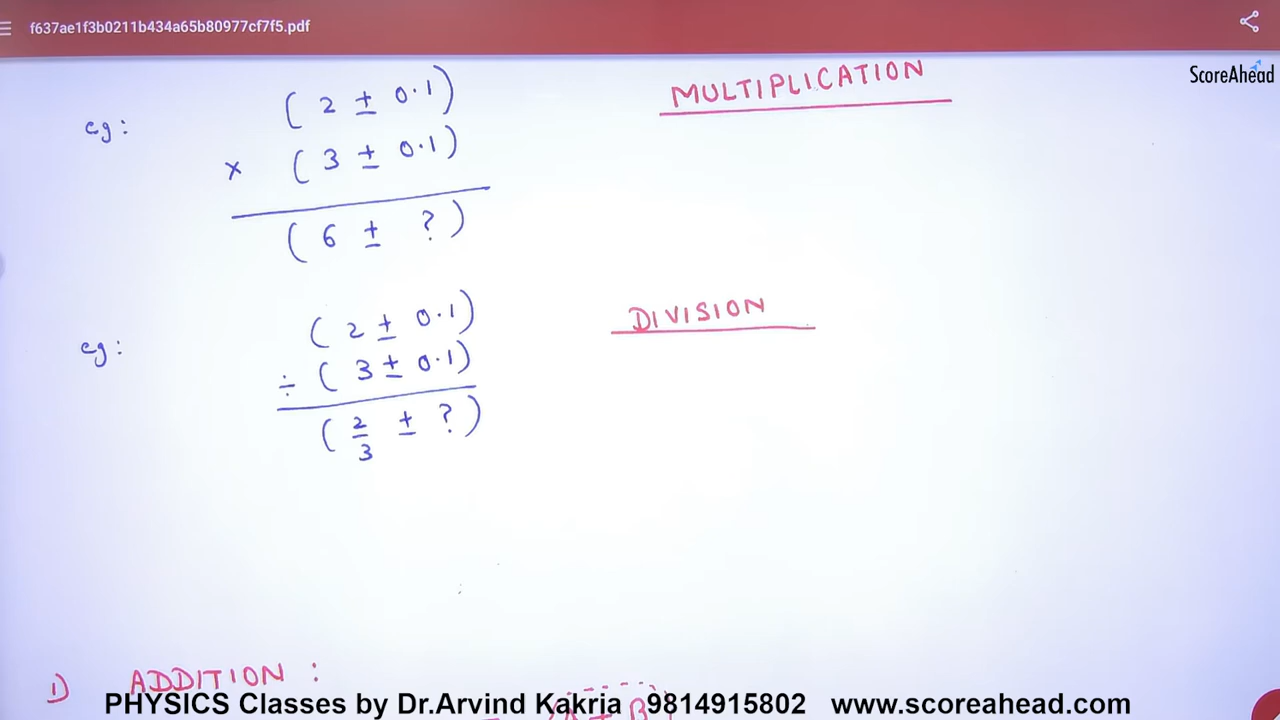 f637ae1f3b0211b434a65b80977cf7f5.pdf
ScoreAhead
MULTIPLICATION
eg: (2 ± 0.1)
× (3 ± 0.1)
(6 ± ?)
DIVISION
eg: (2 ± 0.1)
÷ (3 ± 0.1)
(2/3 ± ?)
1) ADDITION:
PHYSICS Classes by Dr.Arvind Kakria 9814915802 www.scoreahead.com